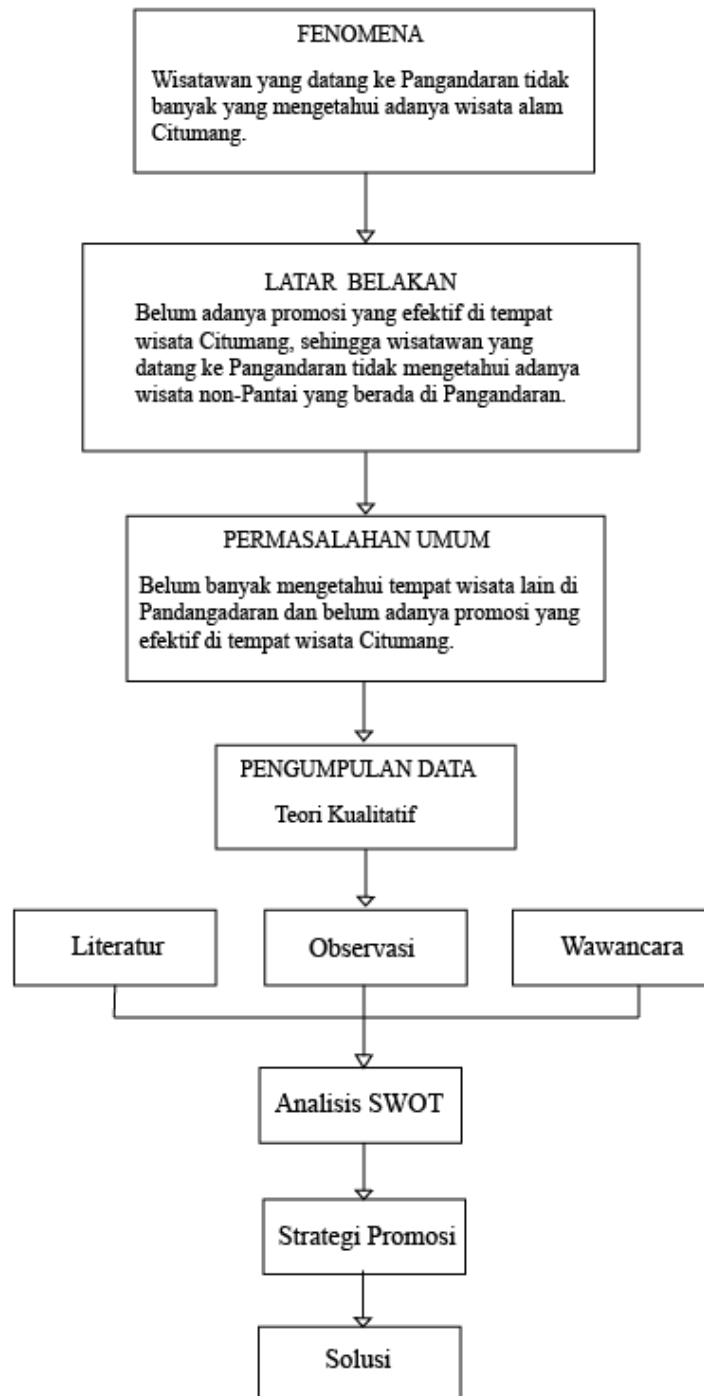 FENOMENA
Wisatawan yang datang ke Pangandaran tidak
banyak yang mengetahui adanya wisata alam
Citumang.
LATAR BELAKAN
Belum adanya promosi yang efektif di tempat
wisata Citumang, sehingga wisatawan yang
datang ke Pangandaran tidak mengetahui adanya
wisata non-Pantai yang berada di Pangandaran.
PERMASALAHAN UMUM
Belum banyak mengetahui tempat wisata lain di
Pandangadaran dan belum adanya promosi yang
efektif di tempat wisata Citumang.
PENGUMPULAN DATA
Teori Kualitatif
Literatur
Observasi
Wawancara
Analisis SWOT
Strategi Promosi
Solusi